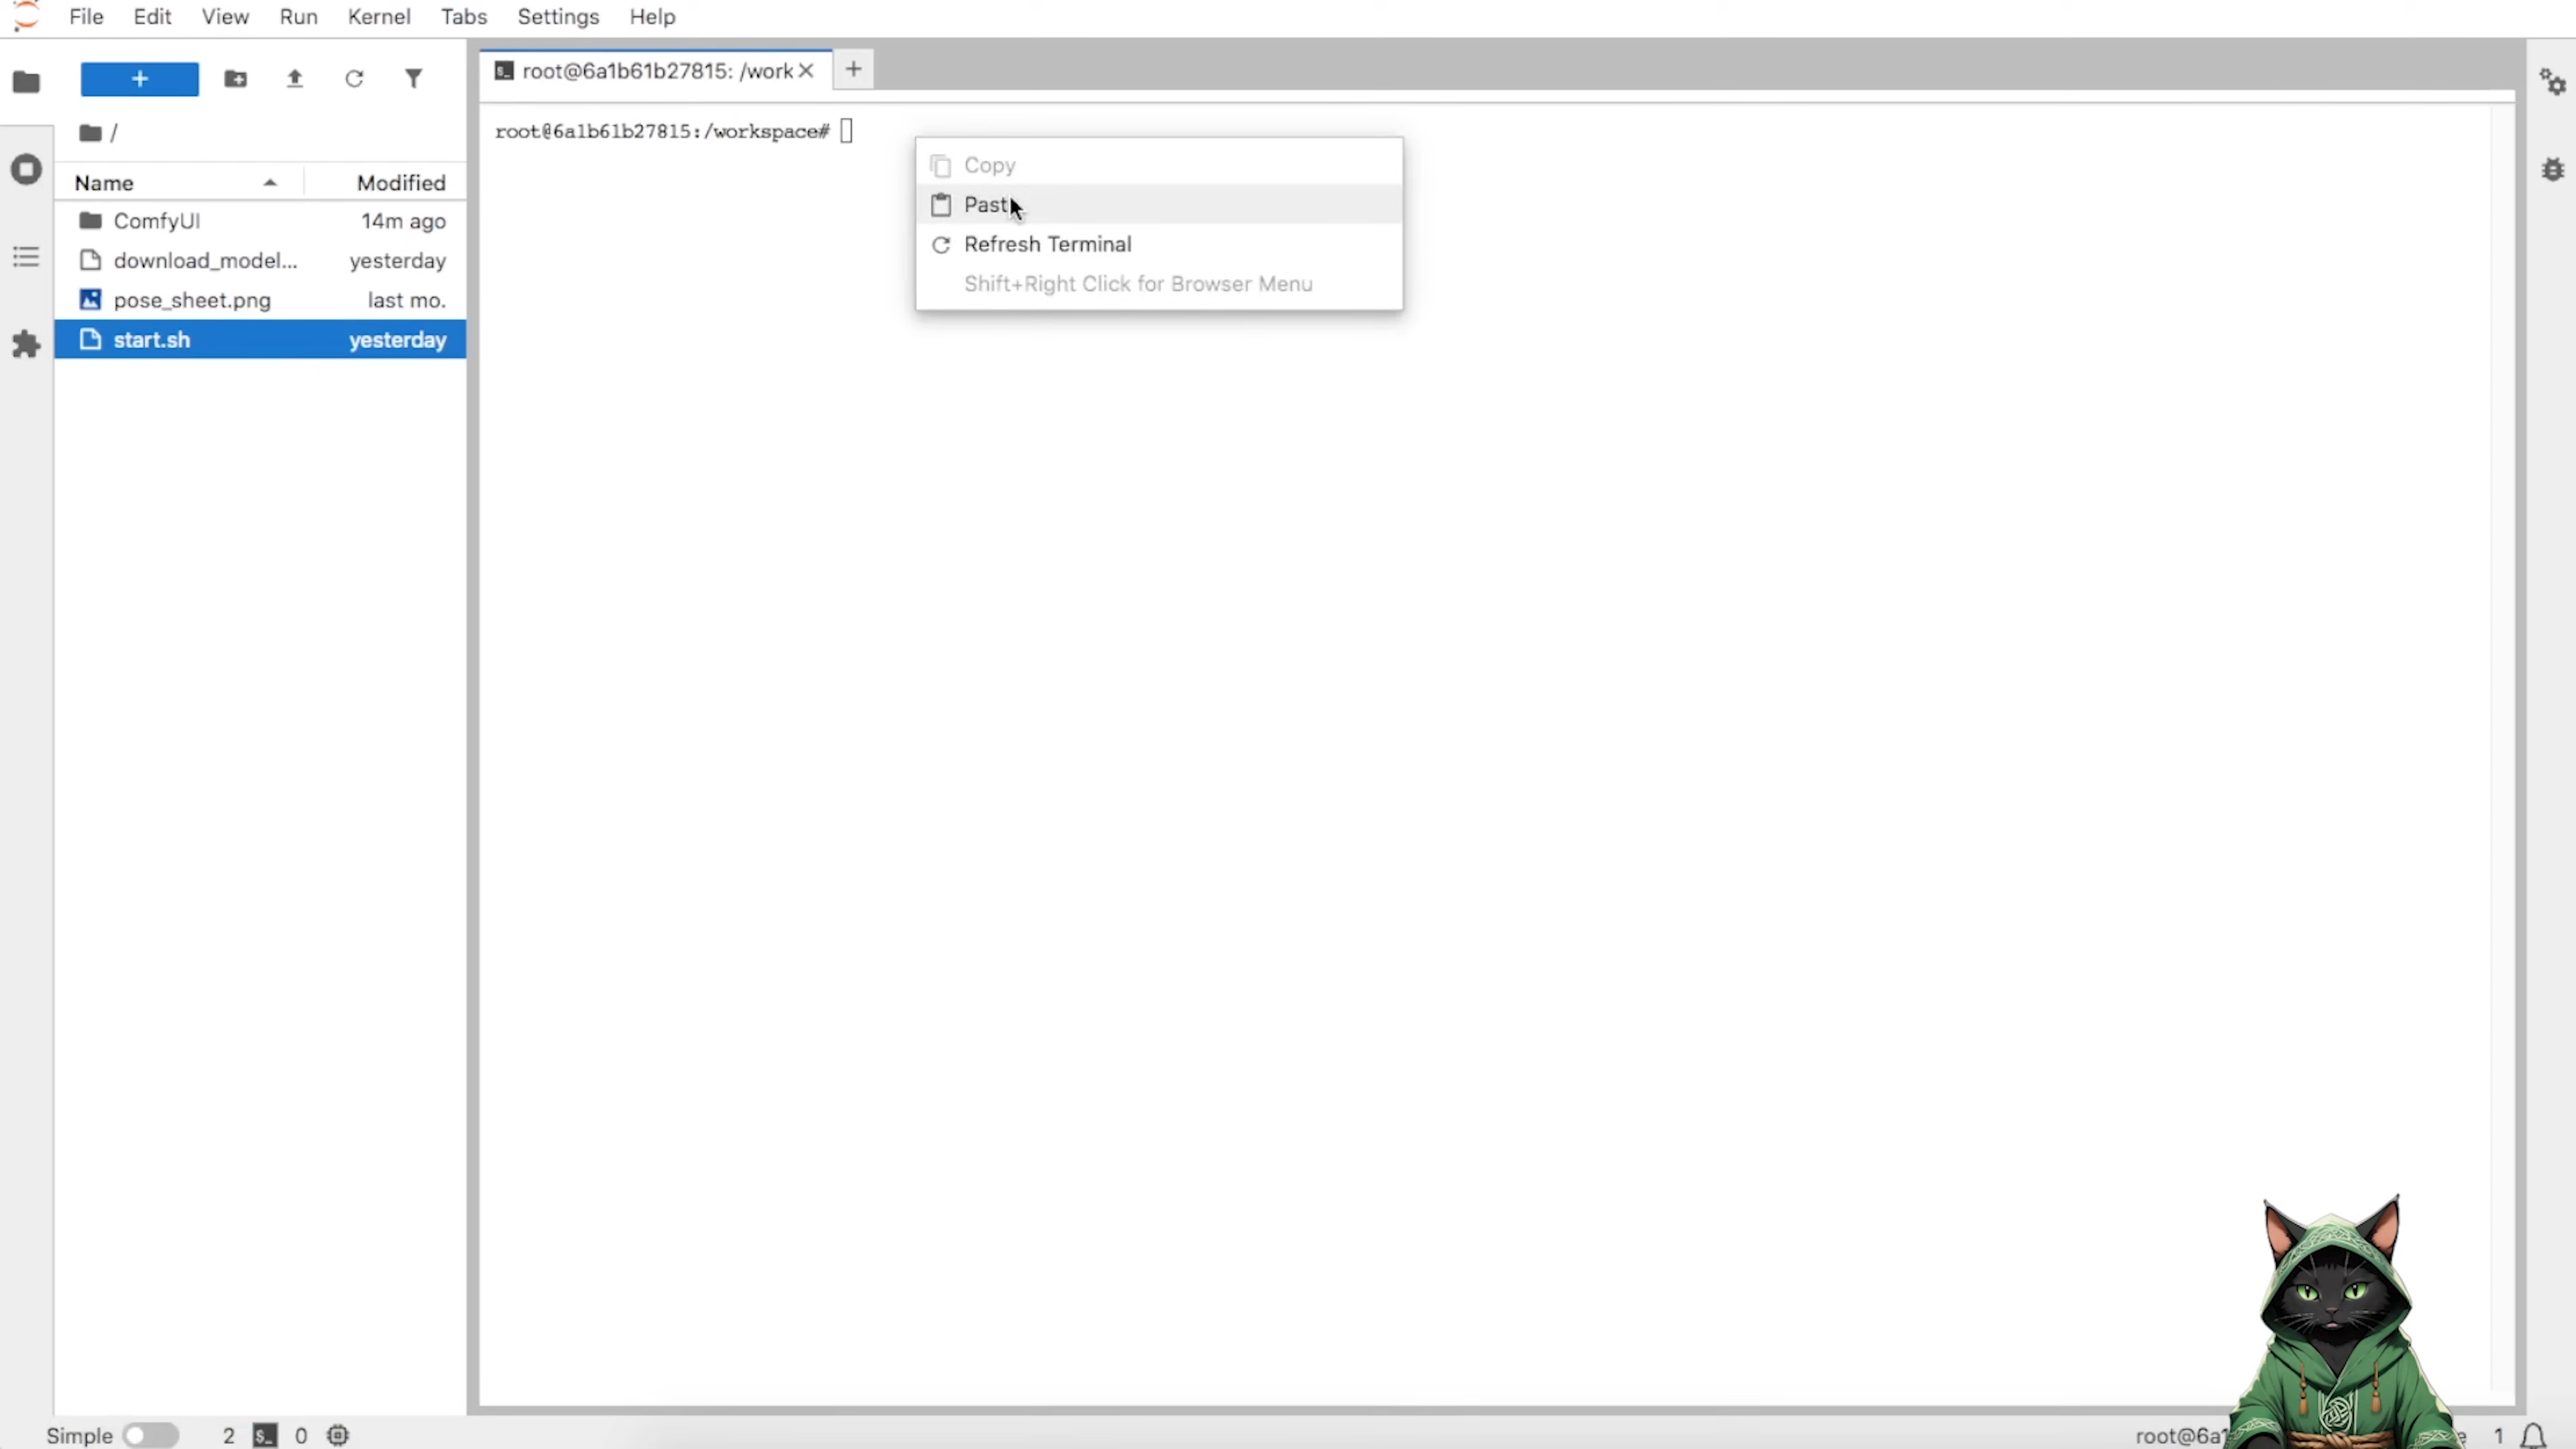 File Edit View Run Kernel Tabs Settings Help
+
root@6a1b61b27815: /work
/
Name Modified
ComfyUI 14m ago
download_model... yesterday
pose_sheet.png last mo.
start.sh yesterday
root@6a1b61b27815:/workspace#
Copy
Past
Refresh Terminal
Shift+Right Click for Browser Menu
Simple 2 $_ 0 root@6a1 1